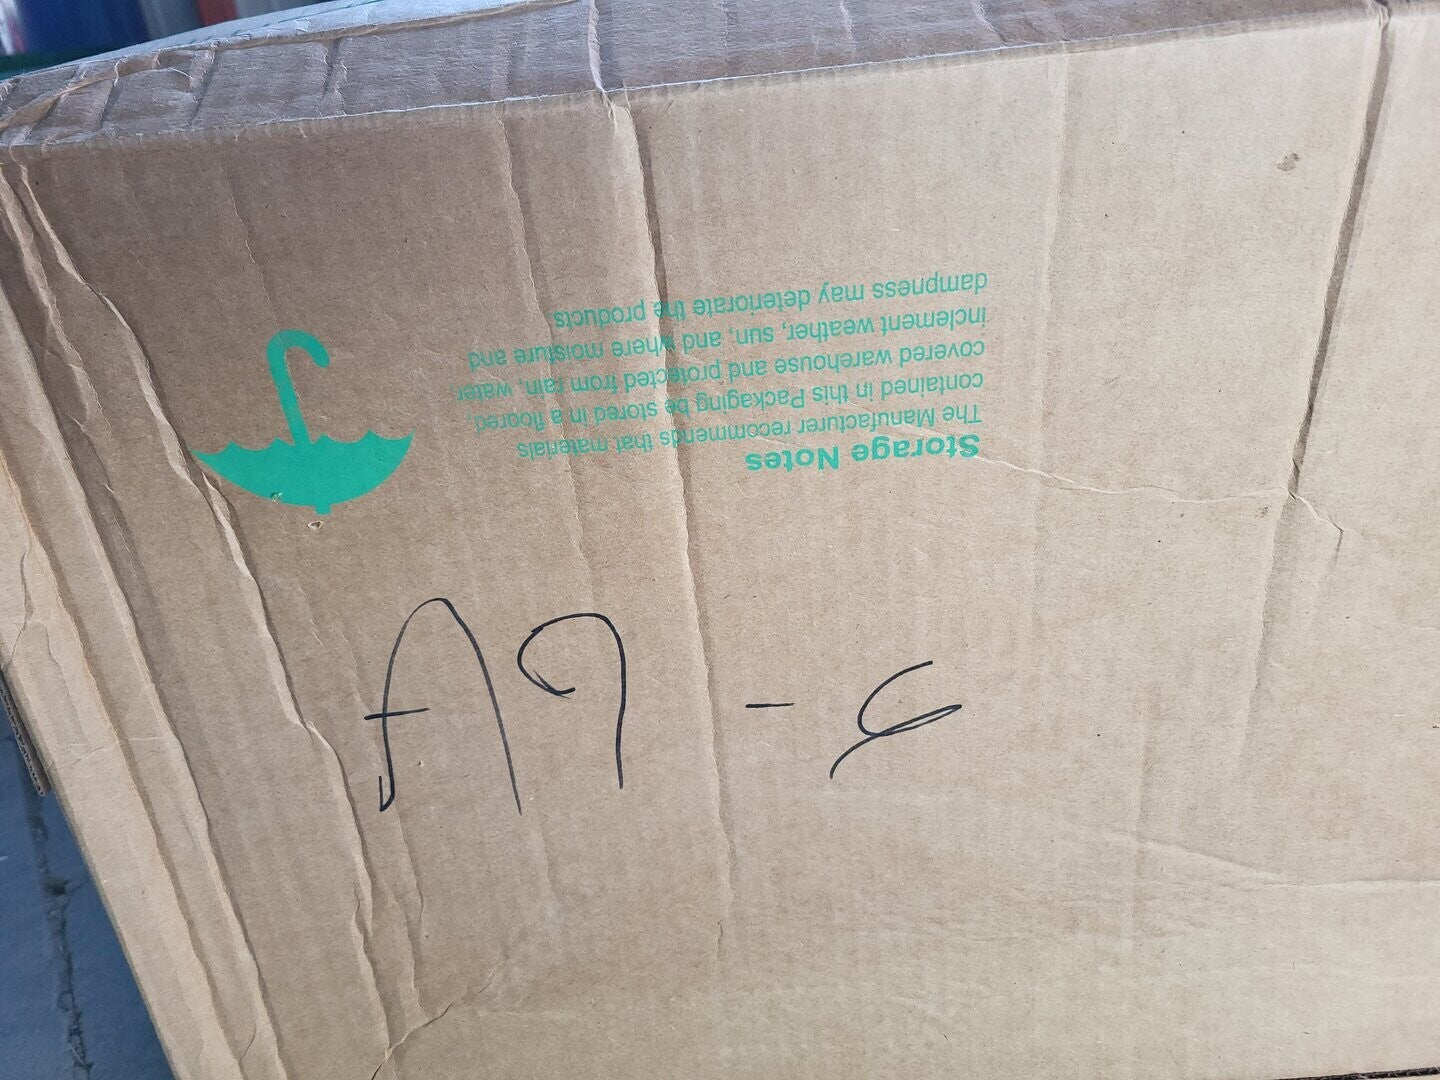 Storage Notes
The Manufacturer recommends that materials
contained in this Packaging be stored in a floored,
covered warehouse and protected from rain, water,
inclement weather, sun, and where moisture and
dampness may deteriorate the products
A9 -